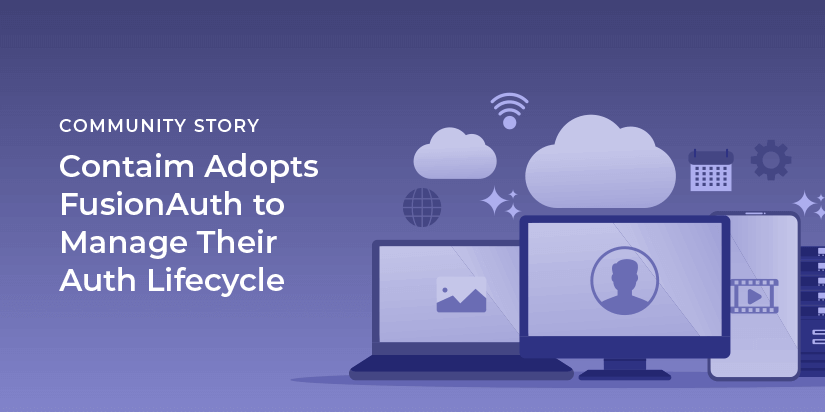 COMMUNITY STORY
Contaim Adopts
FusionAuth to
Manage Their
Auth Lifecycle